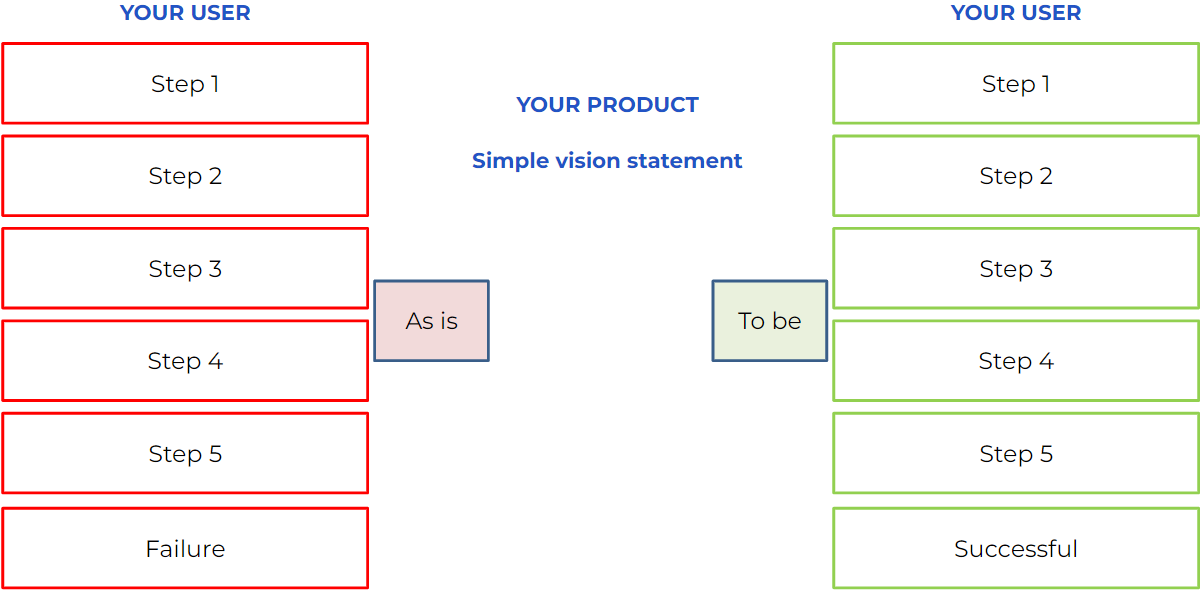 YOUR USER
Step 1
Step 2
Step 3
Step 4
Step 5
Failure
As is
YOUR PRODUCT
Simple vision statement
To be
YOUR USER
Step 1
Step 2
Step 3
Step 4
Step 5
Successful